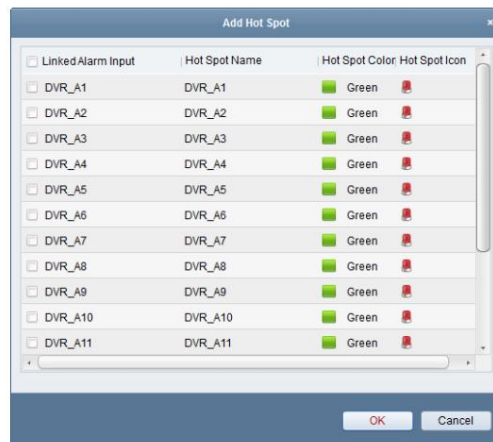 Add Hot Spot
Linked Alarm Input Hot Spot Name Hot Spot Color Hot Spot Icon
DVR_A1 DVR_A1 Green
DVR_A2 DVR_A2 Green
DVR_A3 DVR_A3 Green
DVR_A4 DVR_A4 Green
DVR_A5 DVR_A5 Green
DVR_A6 DVR_A6 Green
DVR_A7 DVR_A7 Green
DVR_A8 DVR_A8 Green
DVR_A9 DVR_A9 Green
DVR_A10 DVR_A10 Green
DVR_A11 DVR_A11 Green
OK Cancel